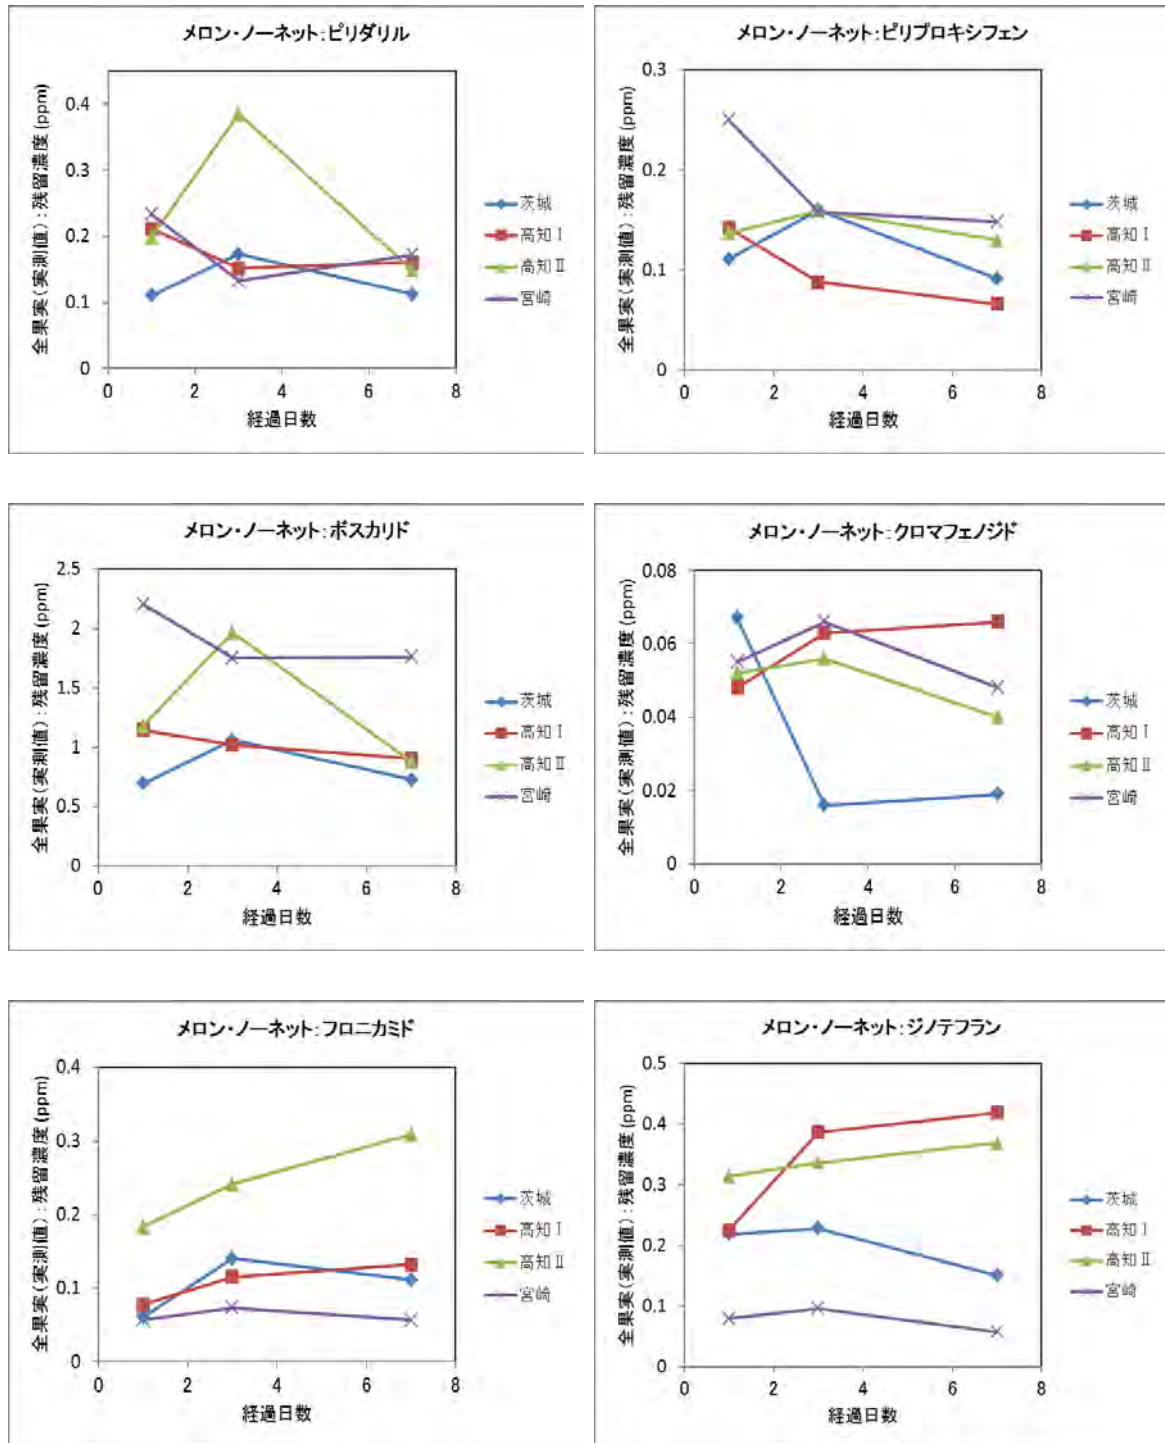 メロン・ノーネット:ピリダリル
全果実(実測値):残留濃度(ppm)
0.4
0.3
0.2
0.1
0
0 2 4 6 8
経過日数
茨城
高知Ⅰ
高知Ⅱ
宮崎
メロン・ノーネット:ピリプロキシフェン
全果実(実測値):残留濃度(ppm)
0.3
0.2
0.1
0
0 2 4 6 8
経過日数
茨城
高知Ⅰ
高知Ⅱ
宮崎
メロン・ノーネット:ボスカリド
全果実(実測値):残留濃度(ppm)
2.5
2
1.5
1
0.5
0
0 2 4 6 8
経過日数
茨城
高知Ⅰ
高知Ⅱ
宮崎
メロン・ノーネット:クロマフェノジド
全果実(実測値):残留濃度(ppm)
0.08
0.06
0.04
0.02
0
0 2 4 6 8
経過日数
茨城
高知Ⅰ
高知Ⅱ
宮崎
メロン・ノーネット:フロニカミド
全果実(実測値):残留濃度(ppm)
0.4
0.3
0.2
0.1
0
0 2 4 6 8
経過日数
茨城
高知Ⅰ
高知Ⅱ
宮崎
メロン・ノーネット:ジノテフラン
全果実(実測値):残留濃度(ppm)
0.5
0.4
0.3
0.2
0.1
0
0 2 4 6 8
経過日数
茨城
高知Ⅰ
高知Ⅱ
宮崎